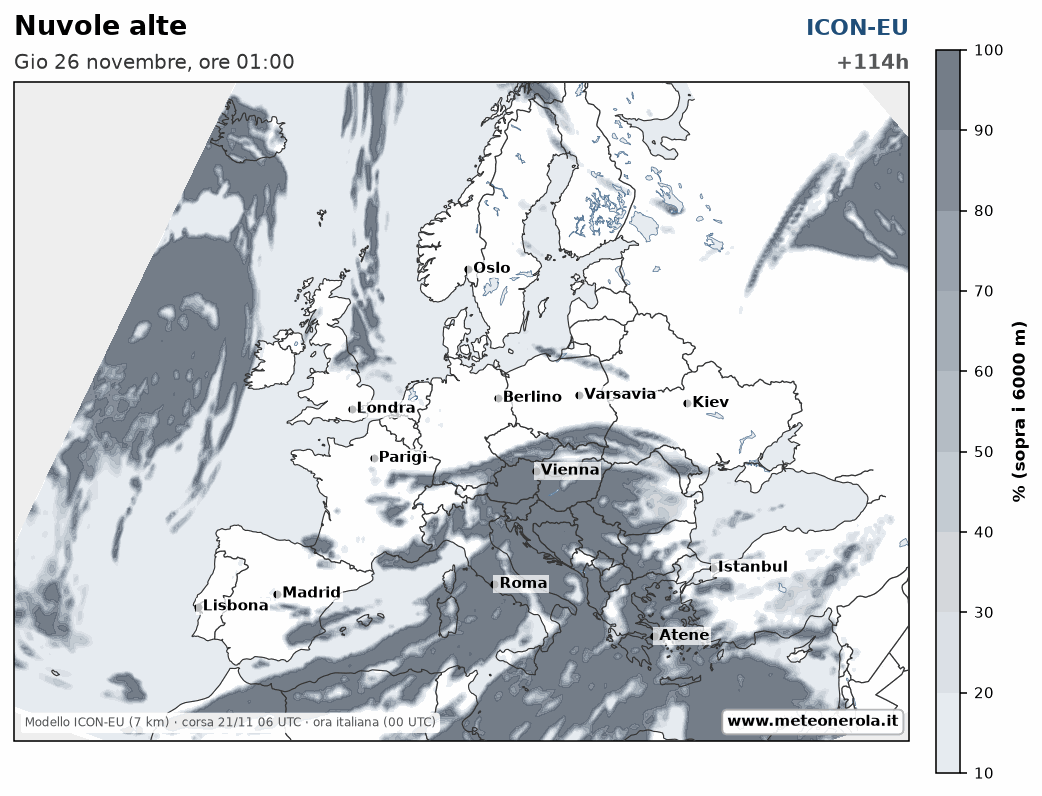 Nuvole alte
ICON-EU
Gio 26 novembre, ore 01:00
+114h
Oslo
Londra
Berlino
Varsavia
Kiev
Parigi
Vienna
Istanbul
Roma
Madrid
Lisbona
Atene
Modello ICON-EU (7 km) · corsa 21/11 06 UTC · ora italiana (00 UTC)
www.meteonerola.it
100
90
80
70
60
50
40
30
20
10
% (sopra i 6000 m)